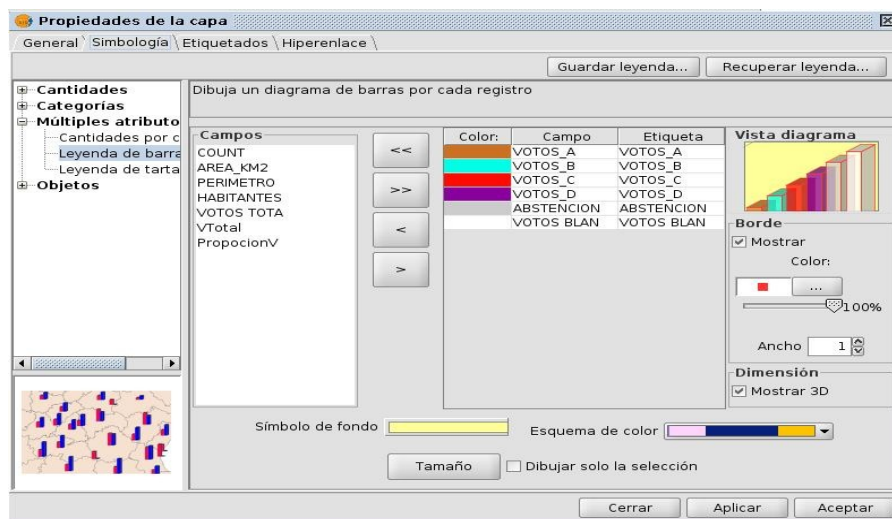 Propiedades de la capa
General Simbología Etiquetados Hiperenlace
Guardar leyenda... Recuperar leyenda...
Cantidades
Categorías
Múltiples atributo
Cantidades por c
Leyenda de barra
Leyenda de tarta
Objetos
Dibuja un diagrama de barras por cada registro
Campos
COUNT
AREA_KM2
PERIMETRO
HABITANTES
VOTOS TOTA
VTotal
PropocionV
<<
>>
<
>
Color: Campo Etiqueta
VOTOS_A VOTOS_A
VOTOS_B VOTOS_B
VOTOS_C VOTOS_C
VOTOS_D VOTOS_D
ABSTENCION ABSTENCION
VOTOS BLAN VOTOS BLAN
Vista diagrama
Borde
Mostrar
Color:
...
100%
Ancho 1
Dimensión
Mostrar 3D
Símbolo de fondo
Esquema de color
Tamaño Dibujar solo la selección
Cerrar Aplicar Aceptar